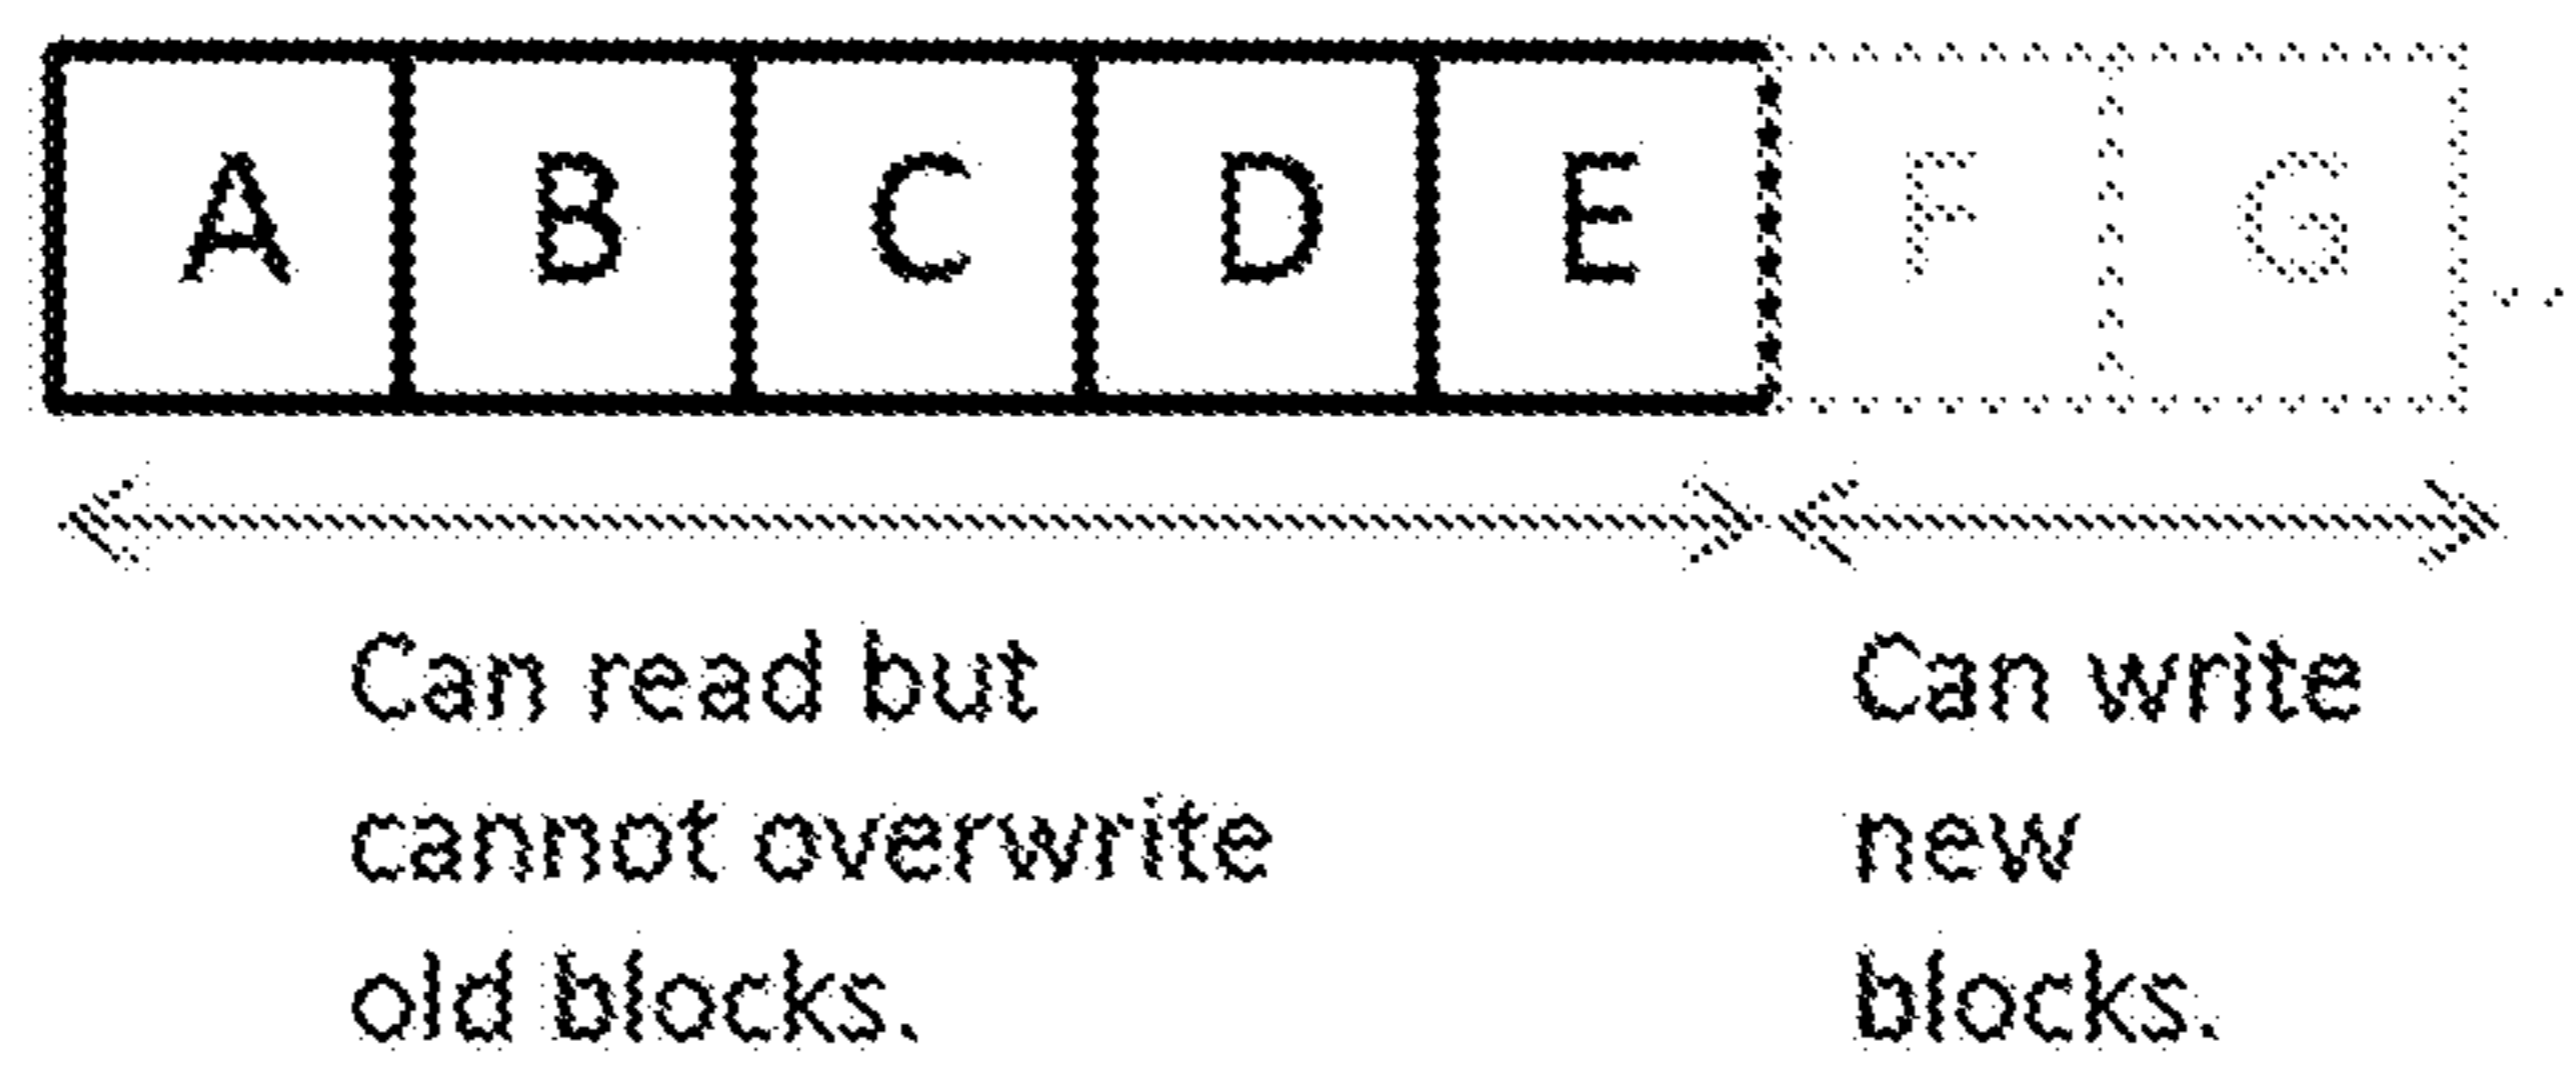 A B C D E F G ..
Can read but
cannot overwrite
old blocks.
Can write
new
blocks.